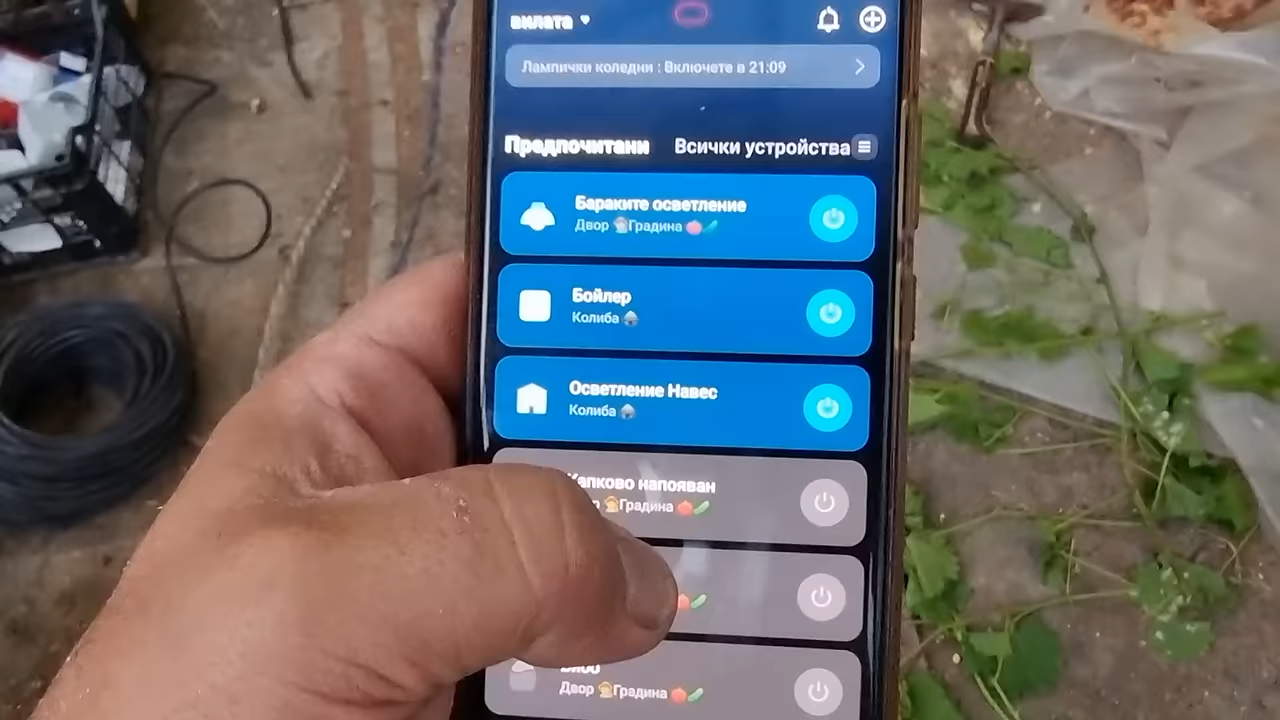 вилата
Лампички коледни : Включете в 21:09
Предпочитани Всички устройства
Бараките осветление
Двор Градина
Бойлер
Колиба
Осветление Навес
Колиба
Капково напояван
Градина
Двор Градина